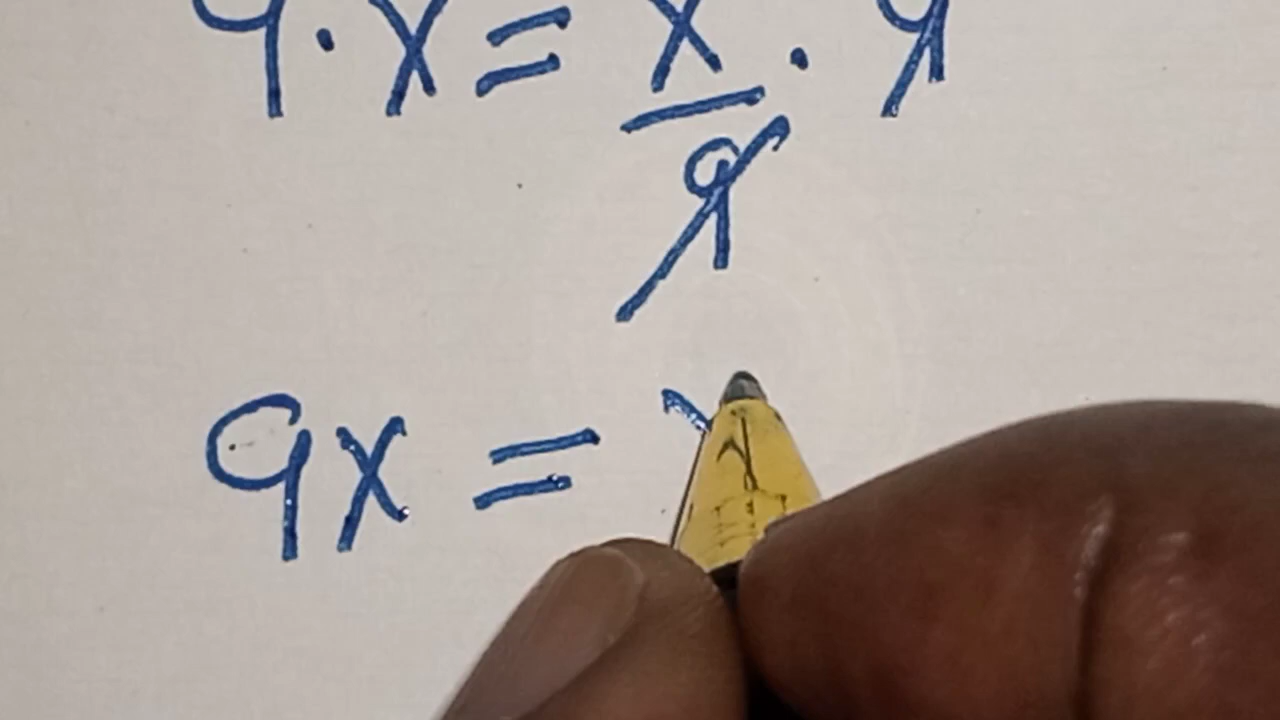 9 · x = x/9 · 9
9x =